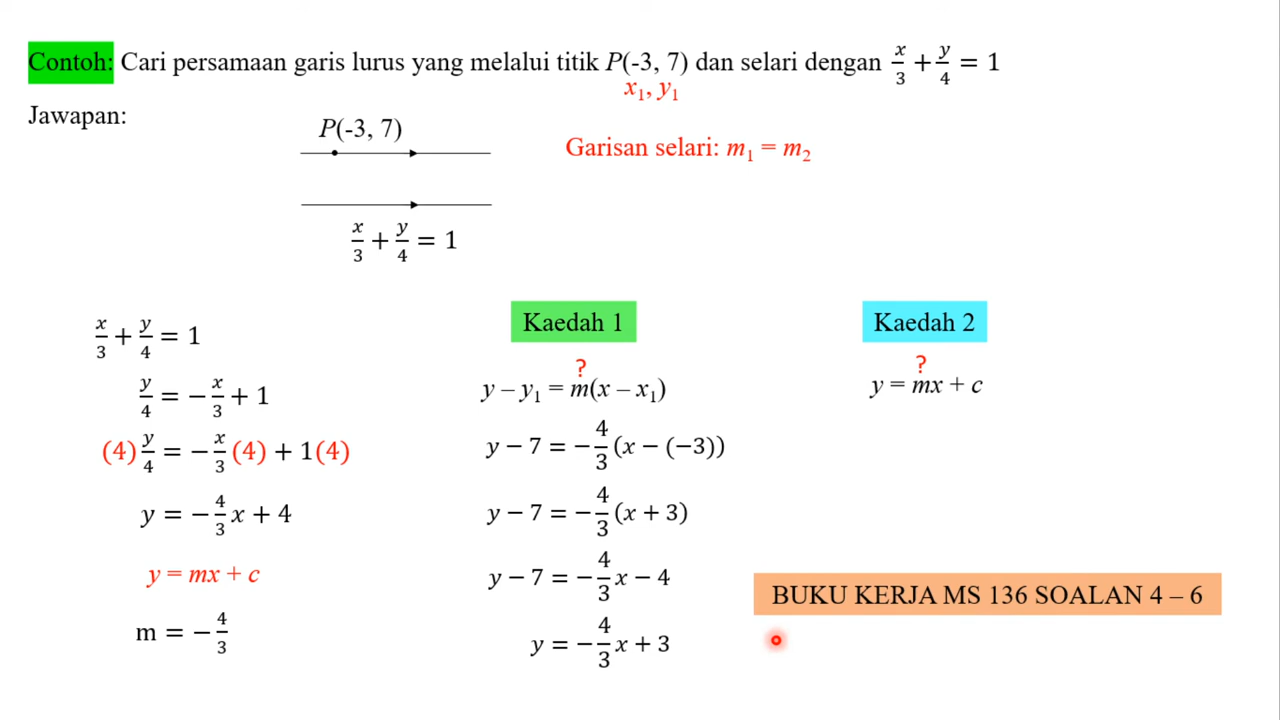 Contoh: Cari persamaan garis lurus yang melalui titik P(-3, 7) dan selari dengan x/3 + y/4 = 1
x₁, y₁
Jawapan:
P(-3, 7)
Garisan selari: m₁ = m₂
x/3 + y/4 = 1
x/3 + y/4 = 1
y/4 = −x/3 + 1
(4)y/4 = −x/3(4) + 1(4)
y = −4/3x + 4
y = mx + c
m = −4/3
Kaedah 1
?
y – y₁ = m(x – x₁)
y − 7 = −4/3(x − (−3))
y − 7 = −4/3(x + 3)
y − 7 = −4/3x − 4
y = −4/3x + 3
Kaedah 2
?
y = mx + c
BUKU KERJA MS 136 SOALAN 4 – 6